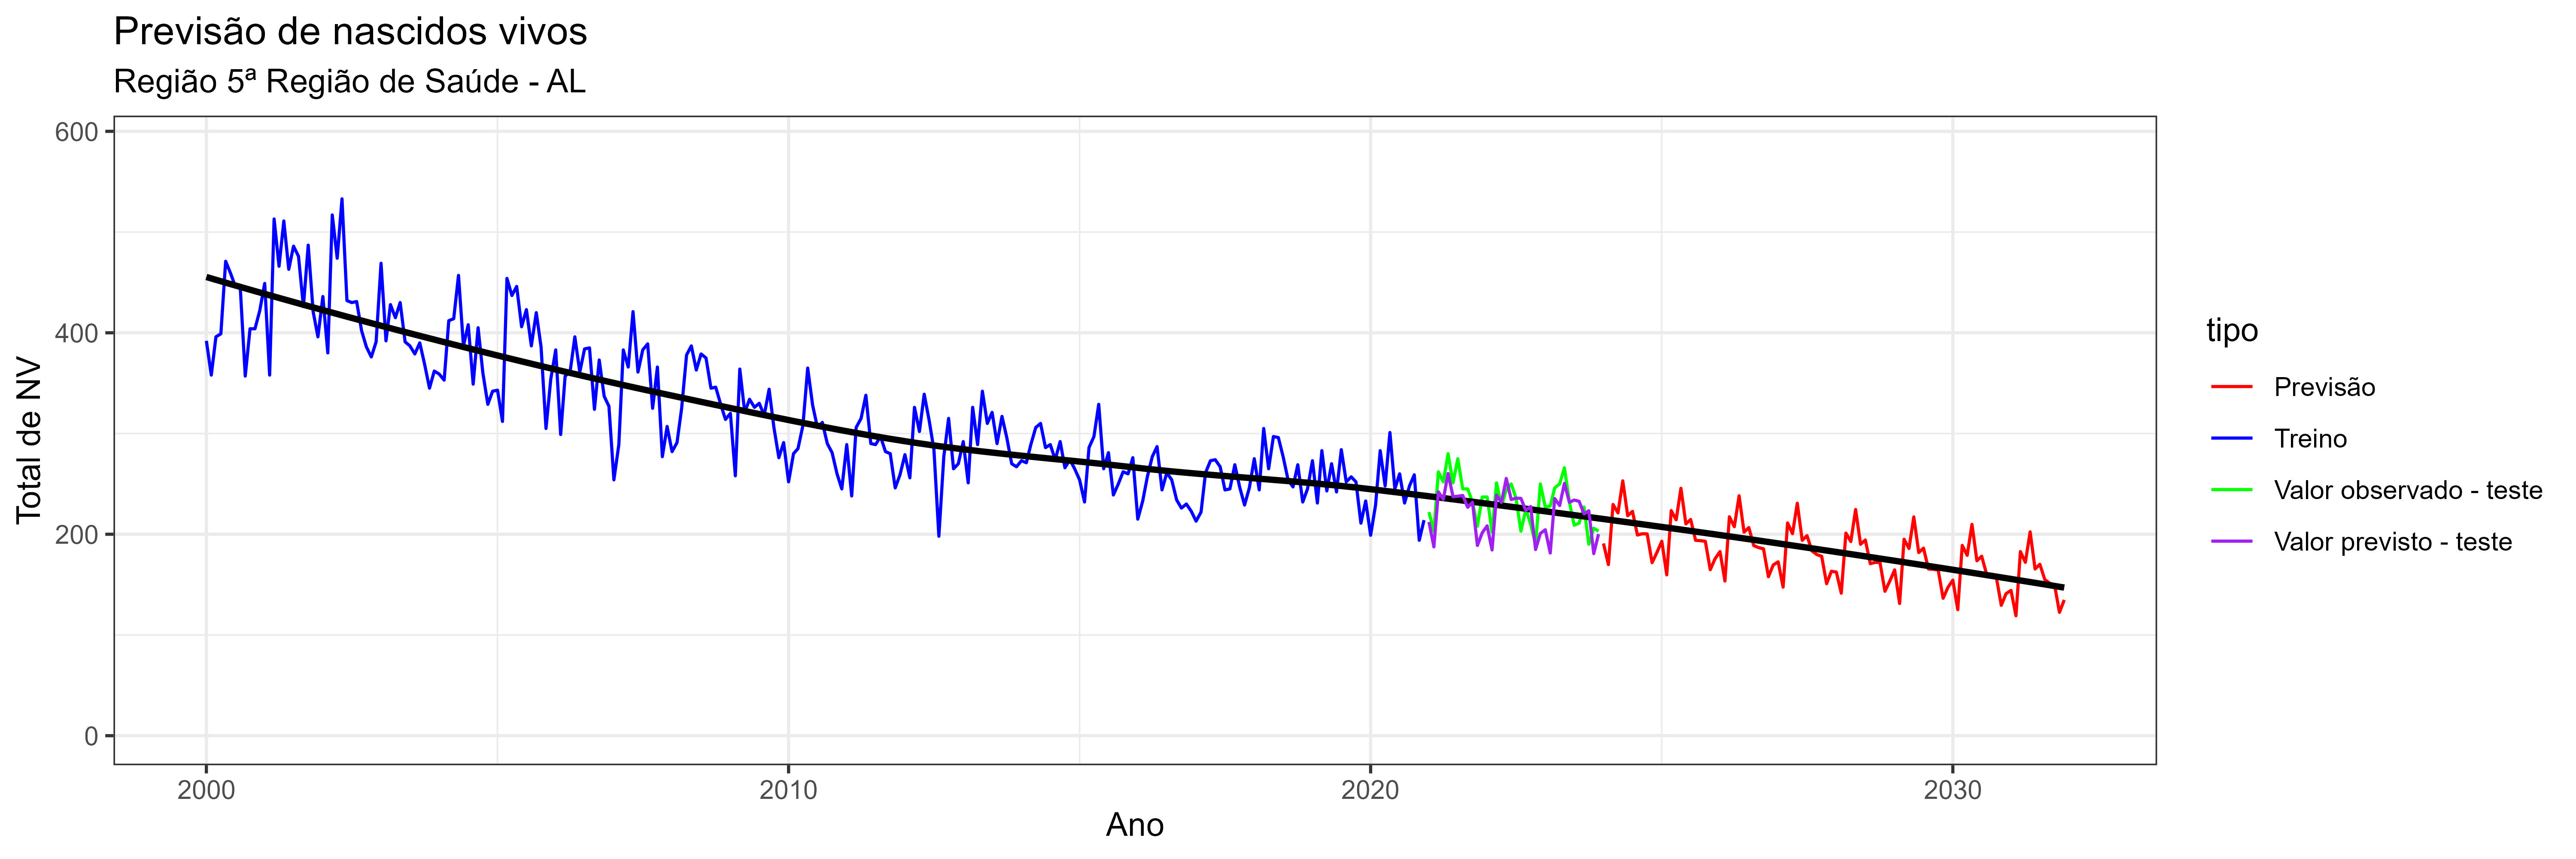 Previsão de nascidos vivos
Região 5ª Região de Saúde - AL
Total de NV
600
400
200
0
2000
2010
2020
2030
Ano
tipo
Previsão
Treino
Valor observado - teste
Valor previsto - teste